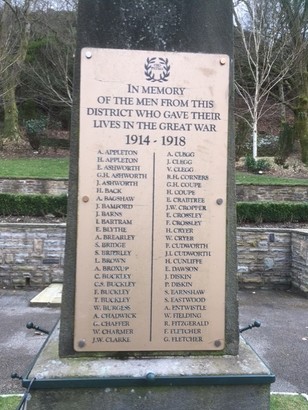 IN MEMORY
OF THE MEN FROM THIS
DISTRICT WHO GAVE THEIR
LIVES IN THE GREAT WAR
1914 - 1918
A. APPLETON
H. APPLETON
E. ASHWORTH
G.H. ASHWORTH
J. ASHWORTH
H. BACK
A. BAGSHAW
J. BAMFORD
J. BARNS
F. BARTRAM
E. BLYTHE
A. BREARLEY
S. BRIDGE
S. BRIERLEY
L. BROWN
A. BROXUP
C. BUCKLEY
C.P. BUCKLEY
F. BUCKLEY
T. BUCKLEY
W. BURGESS
A. CHADWICK
G. CHAFFER
W. CHARMER
J.W. CLARKE
A. CLEGG
J. CLEGG
V. CLEGG
R.H. CORNERS
G.H. COUPE
H. COUPE
E. CRABTREE
J.W. CROPPER
E. CROSSLEY
F. CROSSLEY
H. CRYER
W. CRYER
F. CUDWORTH
J.L. CUDWORTH
H. CUNLIFFE
E. DAWSON
J. DISKIN
P. DISKIN
S. EARNSHAW
S. EASTWOOD
A. ENTWISTLE
W. FIELDING
R. FITZGERALD
F. FLETCHER
G. FLETCHER